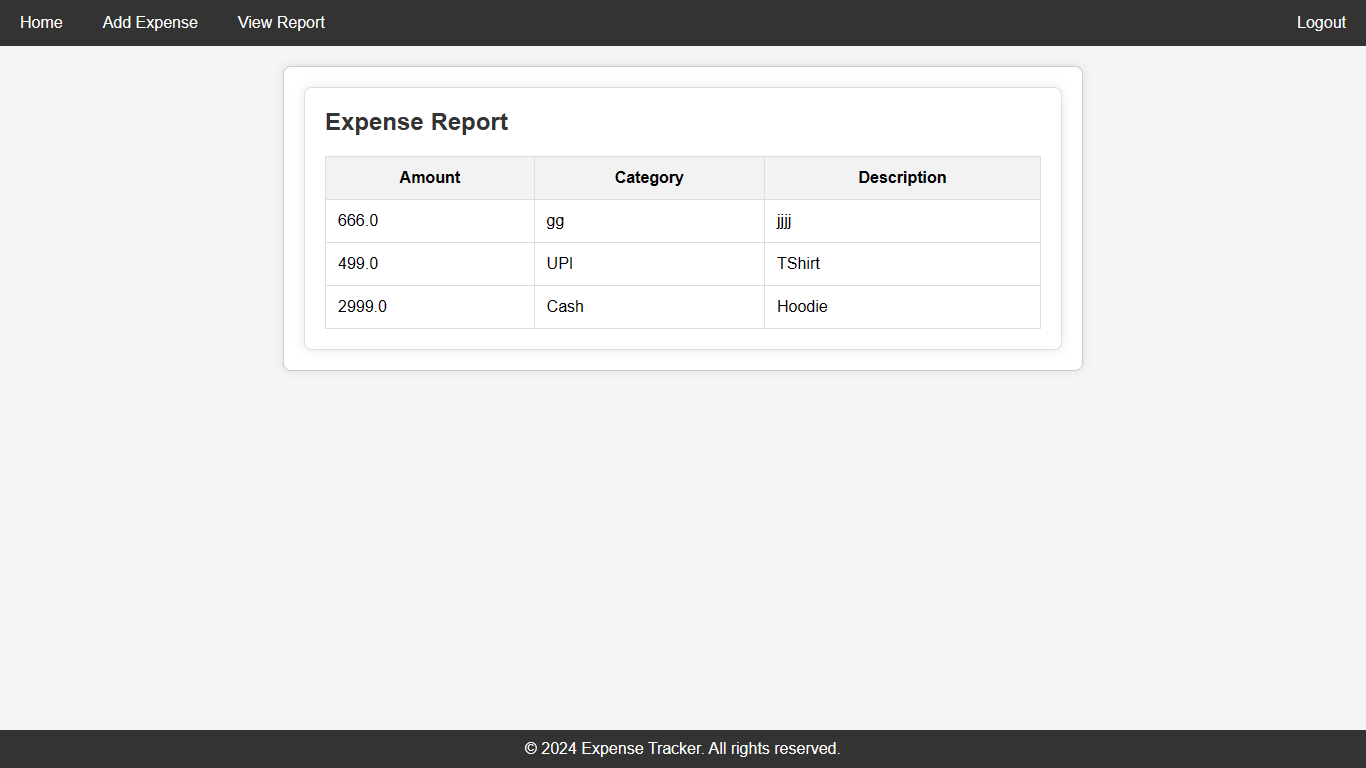 Home Add Expense View Report Logout
Expense Report
Amount Category Description
666.0 gg jjjj
499.0 UPI TShirt
2999.0 Cash Hoodie
© 2024 Expense Tracker. All rights reserved.